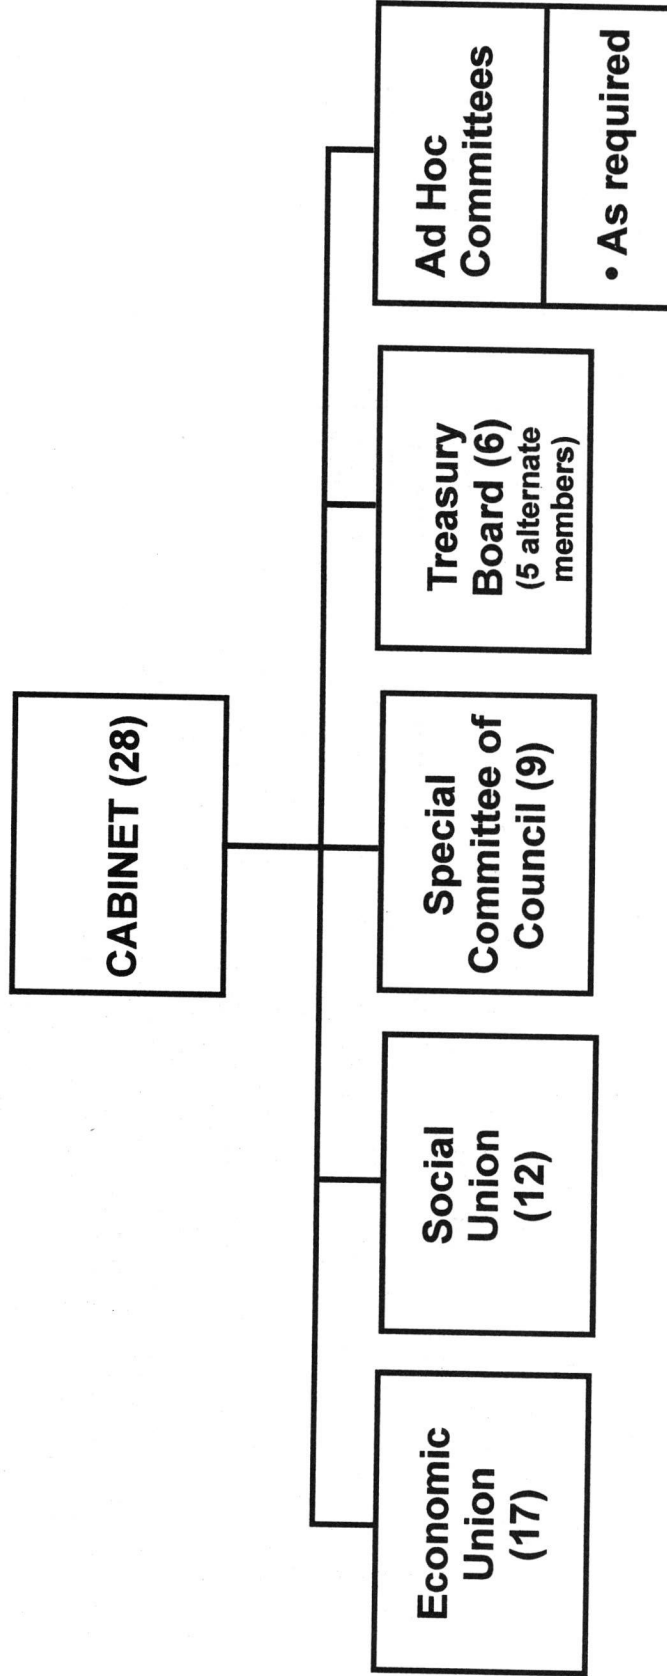 CABINET (28)
Economic
Union
(17)
Social
Union
(12)
Special
Committee of
Council (9)
Treasury
Board (6)
(5 alternate
members)
Ad Hoc
Committees
• As required